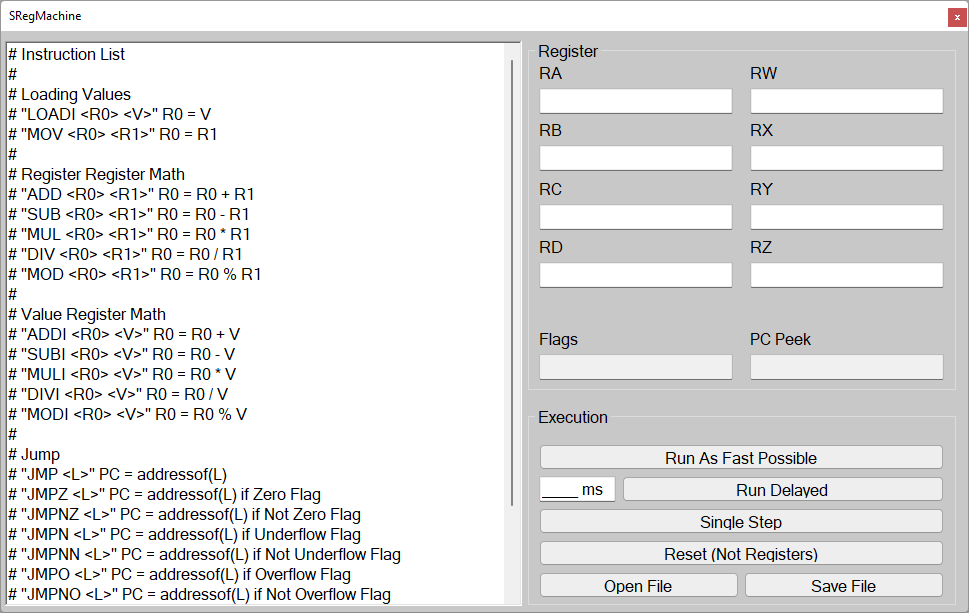 SRegMachine
x
# Instruction List
#
# Loading Values
# "LOADI <R0> <V>" R0 = V
# "MOV <R0> <R1>" R0 = R1
#
# Register Register Math
# "ADD <R0> <R1>" R0 = R0 + R1
# "SUB <R0> <R1>" R0 = R0 - R1
# "MUL <R0> <R1>" R0 = R0 * R1
# "DIV <R0> <R1>" R0 = R0 / R1
# "MOD <R0> <R1>" R0 = R0 % R1
#
# Value Register Math
# "ADDI <R0> <V>" R0 = R0 + V
# "SUBI <R0> <V>" R0 = R0 - V
# "MULI <R0> <V>" R0 = R0 * V
# "DIVI <R0> <V>" R0 = R0 / V
# "MODI <R0> <V>" R0 = R0 % V
#
# Jump
# "JMP <L>" PC = addressof(L)
# "JMPZ <L>" PC = addressof(L) if Zero Flag
# "JMPNZ <L>" PC = addressof(L) if Not Zero Flag
# "JMPN <L>" PC = addressof(L) if Underflow Flag
# "JMPNN <L>" PC = addressof(L) if Not Underflow Flag
# "JMPO <L>" PC = addressof(L) if Overflow Flag
# "JMPNO <L>" PC = addressof(L) if Not Overflow Flag
Register
RA
RW
RB
RX
RC
RY
RD
RZ
Flags
PC Peek
Execution
Run As Fast Possible
____ ms
Run Delayed
Single Step
Reset (Not Registers)
Open File
Save File